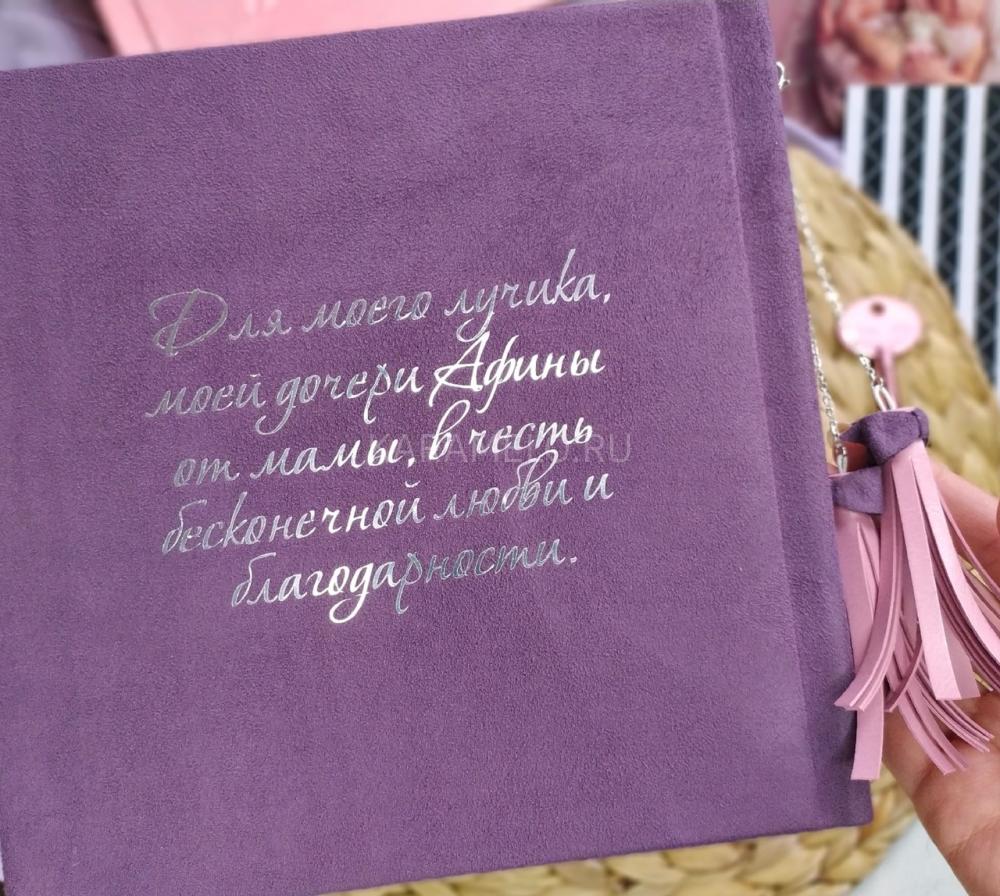 Для моего лучика,
моей дочери Афины
от мамы, в честь
бесконечной любви и
благодарности.